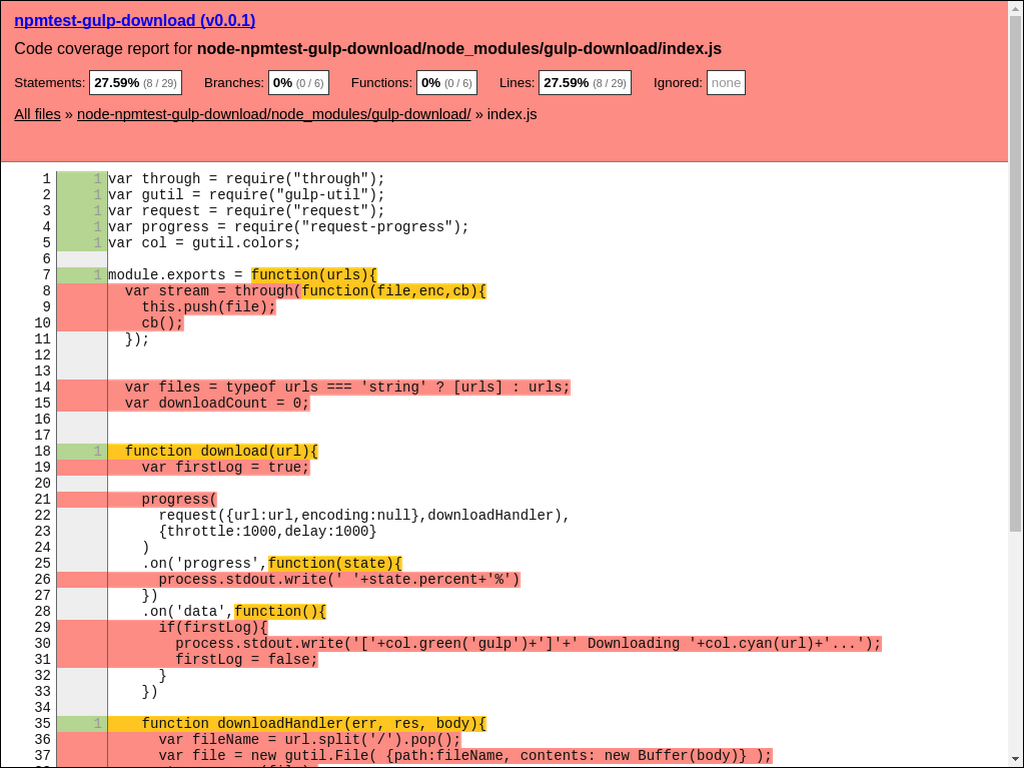 npmtest-gulp-download (v0.0.1)
Code coverage report for node-npmtest-gulp-download/node_modules/gulp-download/index.js
Statements: 27.59% (8 / 29) Branches: 0% (0 / 6) Functions: 0% (0 / 6) Lines: 27.59% (8 / 29) Ignored: none
All files » node-npmtest-gulp-download/node_modules/gulp-download/ » index.js
1 1 var through = require("through");
2 1 var gutil = require("gulp-util");
3 1 var request = require("request");
4 1 var progress = require("request-progress");
5 1 var col = gutil.colors;
6
7 1 module.exports = function(urls){
8 var stream = through(function(file,enc,cb){
9 this.push(file);
10 cb();
11 });
12
13
14 var files = typeof urls === 'string' ? [urls] : urls;
15 var downloadCount = 0;
16
17
18 1 function download(url){
19 var firstLog = true;
20
21 progress(
22 request({url:url,encoding:null},downloadHandler),
23 {throttle:1000,delay:1000}
24 )
25 .on('progress',function(state){
26 process.stdout.write(' '+state.percent+'%')
27 })
28 .on('data',function(){
29 if(firstLog){
30 process.stdout.write('['+col.green('gulp')+']'+' Downloading '+col.cyan(url)+'...');
31 firstLog = false;
32 }
33 })
34
35 1 function downloadHandler(err, res, body){
36 var fileName = url.split('/').pop();
37 var file = new gutil.File( {path:fileName, contents: new Buffer(body)} );